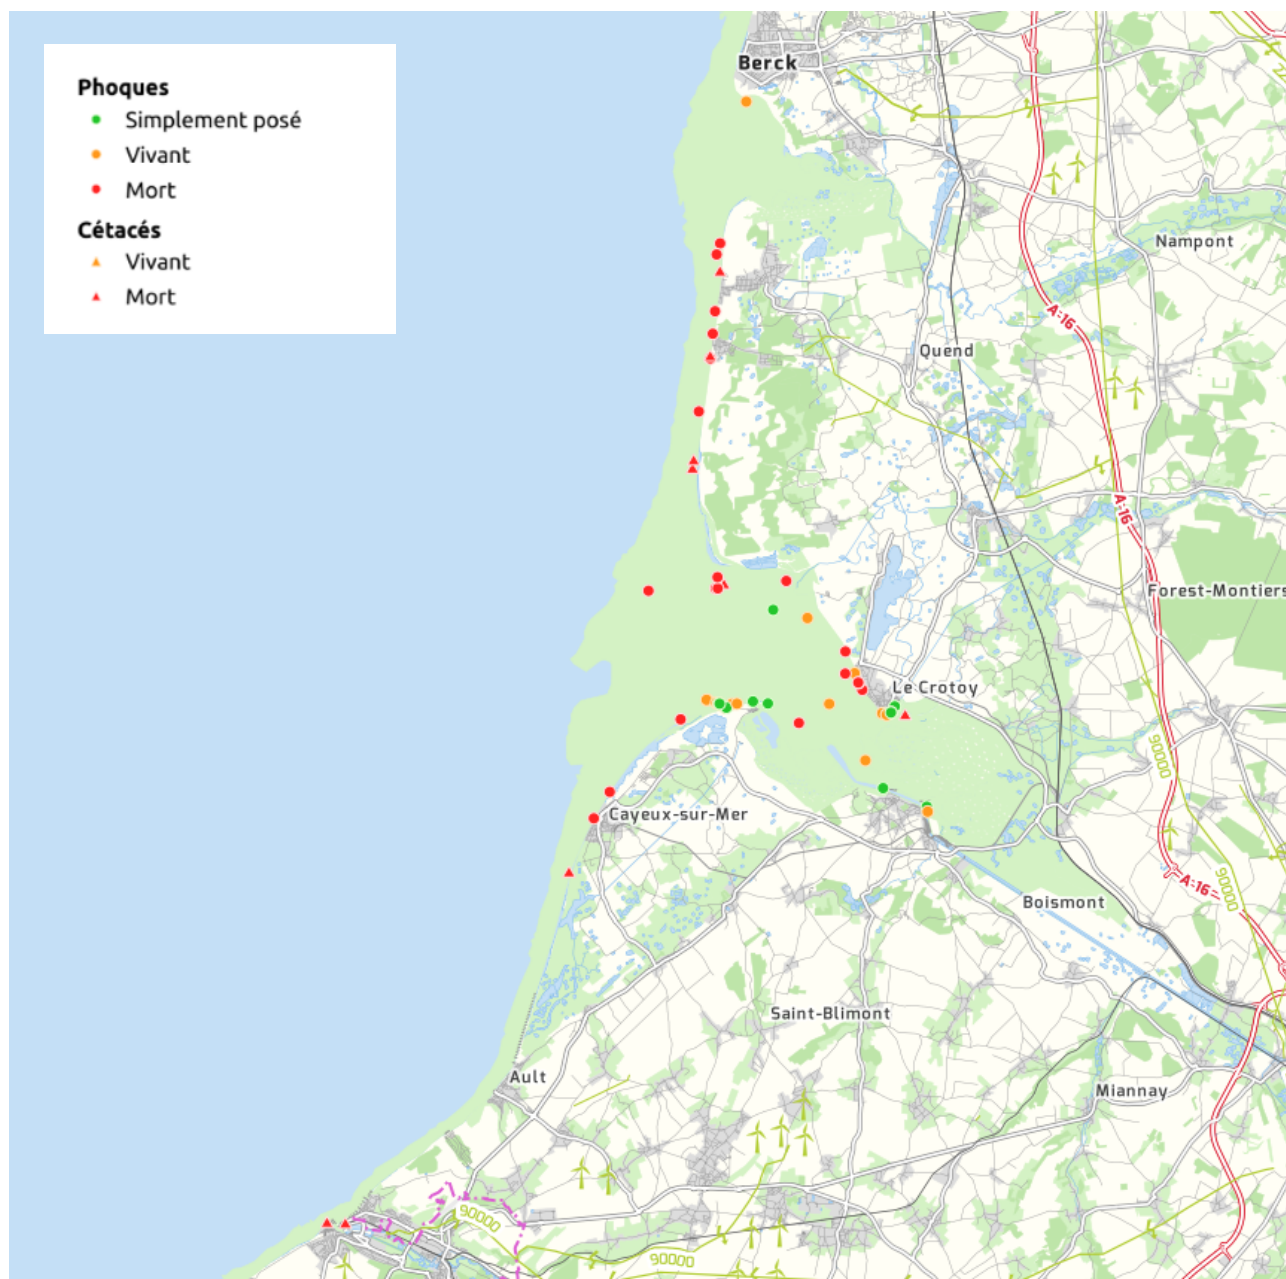 Phoques
Simplement posé
Vivant
Mort
Cétacés
Vivant
Mort
Berck
Nampont
A-16
Quend
A-16
Forest-Montiers
Le Crotoy
90000
Cayeux-sur-Mer
A-16
90000
Boismont
Saint-Blimont
Ault
Miannay
90000
90000